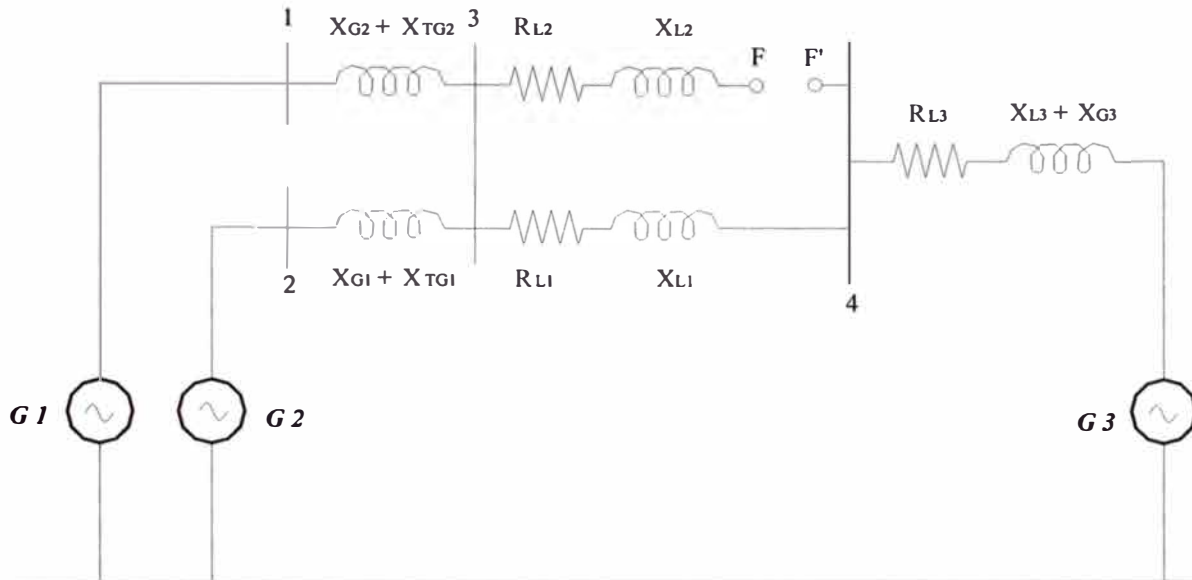 1
XG2 + XTG2
3
RL2
XL2
F
F'
RL3
XL3 + XG3
2
XG1 + XTG1
RL1
XL1
4
G 1
G 2
G 3